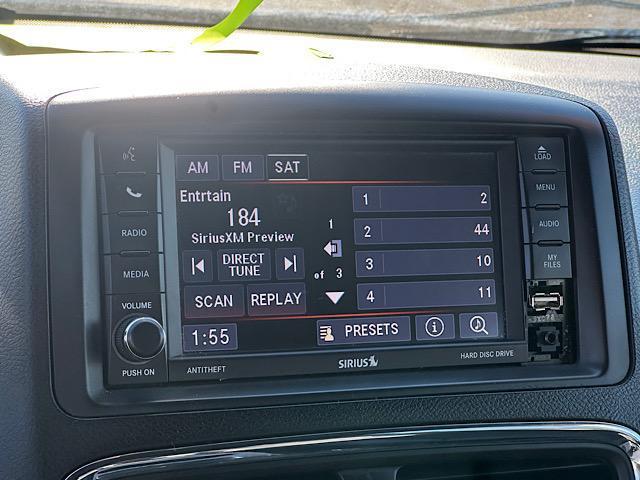 LOAD
AM FM SAT
MENU
Entrtain
184
SiriusXM Preview
1 2
2 44
3 10
4 11
1
of 3
DIRECT
TUNE
SCAN REPLAY
1:55 PRESETS
RADIO
MEDIA
VOLUME
PUSH ON
AUDIO
MY
FILES
ANTITHEFT
SIRIUS
HARD DISC DRIVE